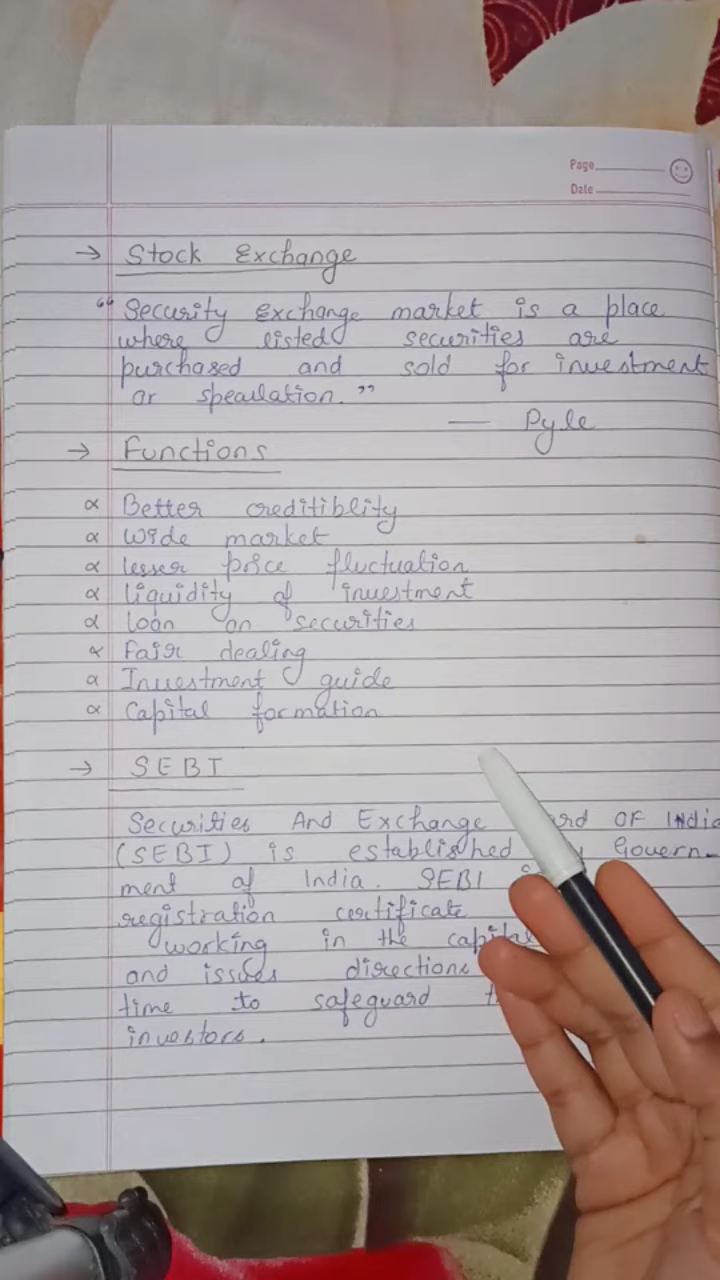 Page
Date
→ Stock Exchange
“ Security Exchange market is a place
where listed securities are
purchased and sold for investment
or speculation. ”
— Pyle
→ Functions
∝ Better creditiblity
∝ Wide market
∝ lesser price fluctuation
∝ liquidity of investment
∝ loan on securities
∝ Fair dealing
∝ Investment guide
∝ Capital formation
→ SEBI
Securities And Exchange OF India
(SEBI) is established Govern-
ment of India. SEBI
registration certificate
working in the capital
and issues directions
time to safeguard
investors.